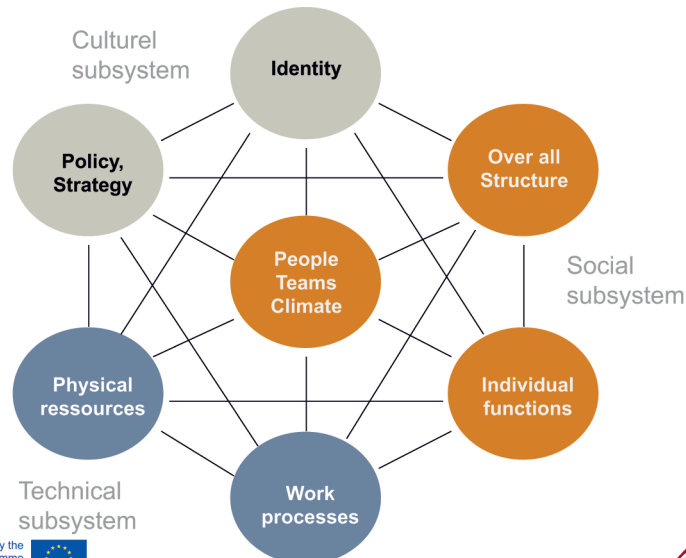 Culturel
subsystem
Identity
Policy,
Strategy
Over all
Structure
People
Teams
Climate
Social
subsystem
Physical
ressources
Individual
functions
Technical
subsystem
Work
processes
y the